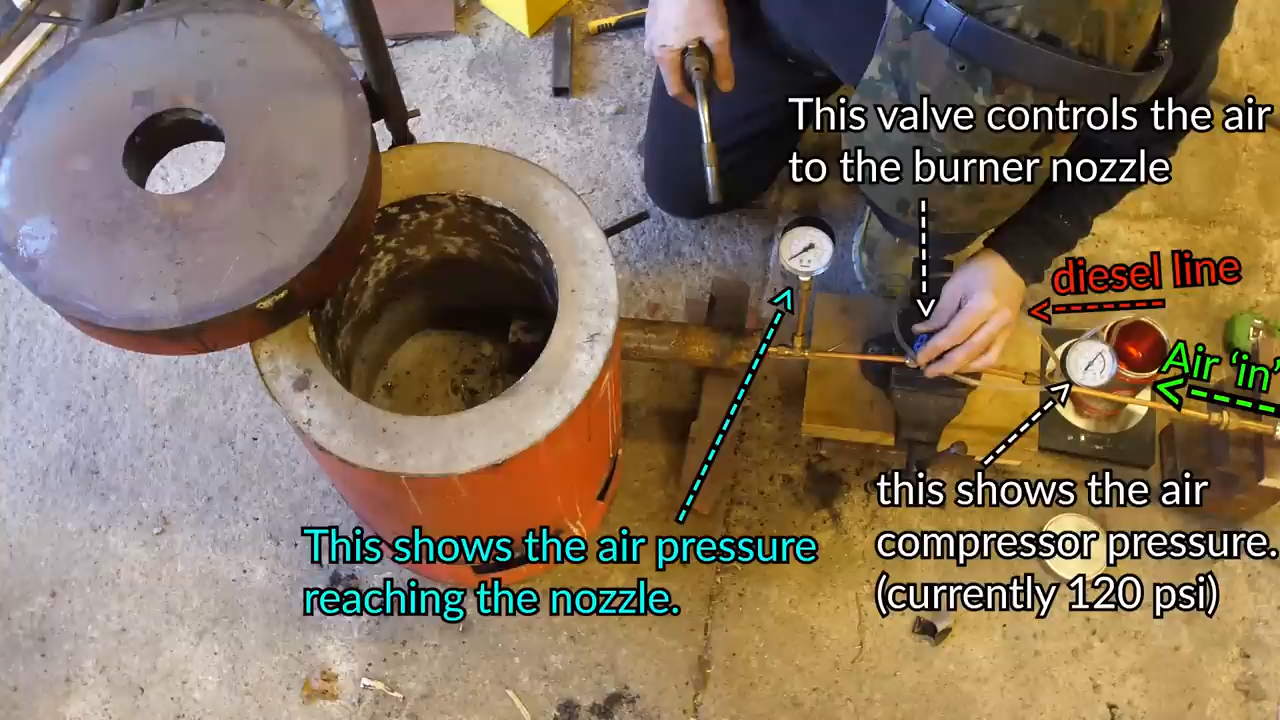 This valve controls the air
to the burner nozzle
diesel line
Air 'in'
this shows the air
compressor pressure.
(currently 120 psi)
This shows the air pressure
reaching the nozzle.